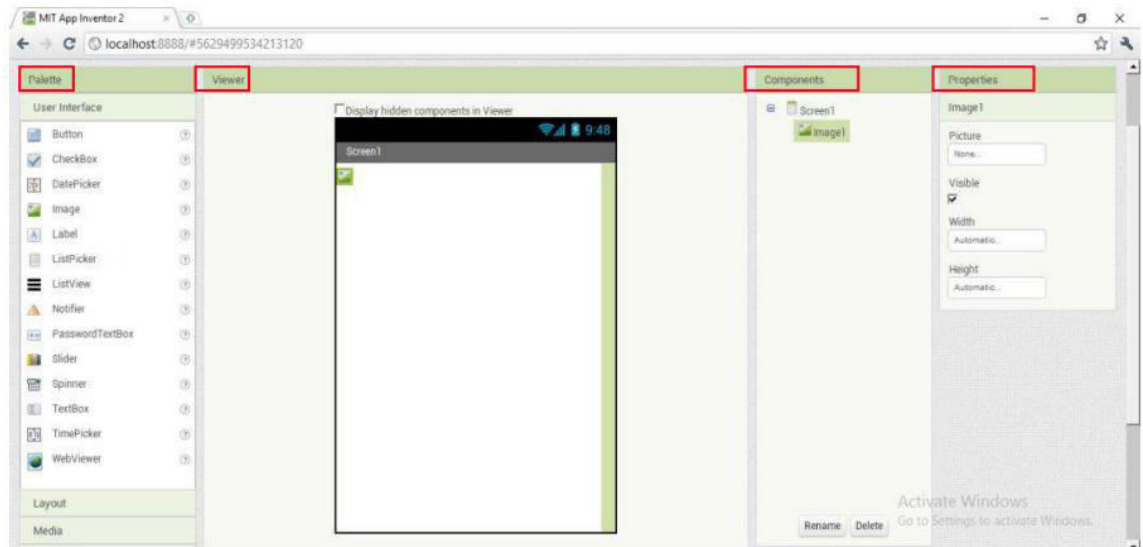 MIT App Inventor 2
localhost:8888/#5629499534213120
Palette
User Interface
Button
CheckBox
DatePicker
Image
Label
ListPicker
ListView
Notifier
PasswordTextBox
Slider
Spinner
TextBox
TimePicker
WebViewer
Layout
Media
Viewer
Display hidden components in Viewer
9:48
Screen1
Components
Screen1
Image1
Rename Delete
Properties
Image1
Picture
None...
Visible
Width
Automatic...
Height
Automatic...
Activate Windows
Go to Settings to activate Windows.